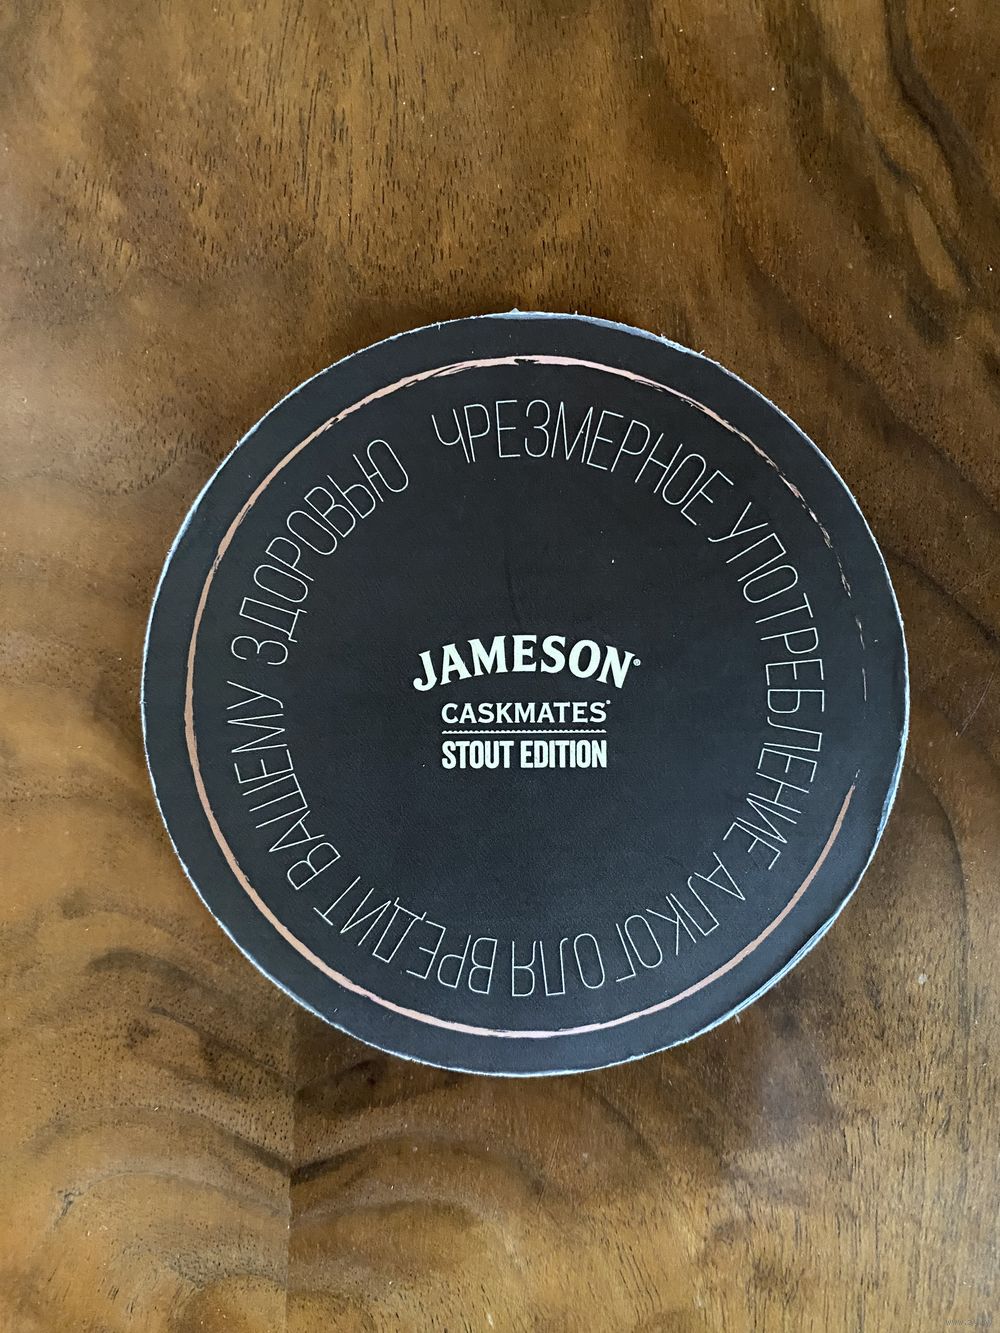 ЧРЕЗМЕРНОЕ УПОТРЕБЛЕНИЕ АЛКОГОЛЯ ВРЕДИТ ВАШЕМУ ЗДОРОВЬЮ
JAMESON®
CASKMATES
STOUT EDITION